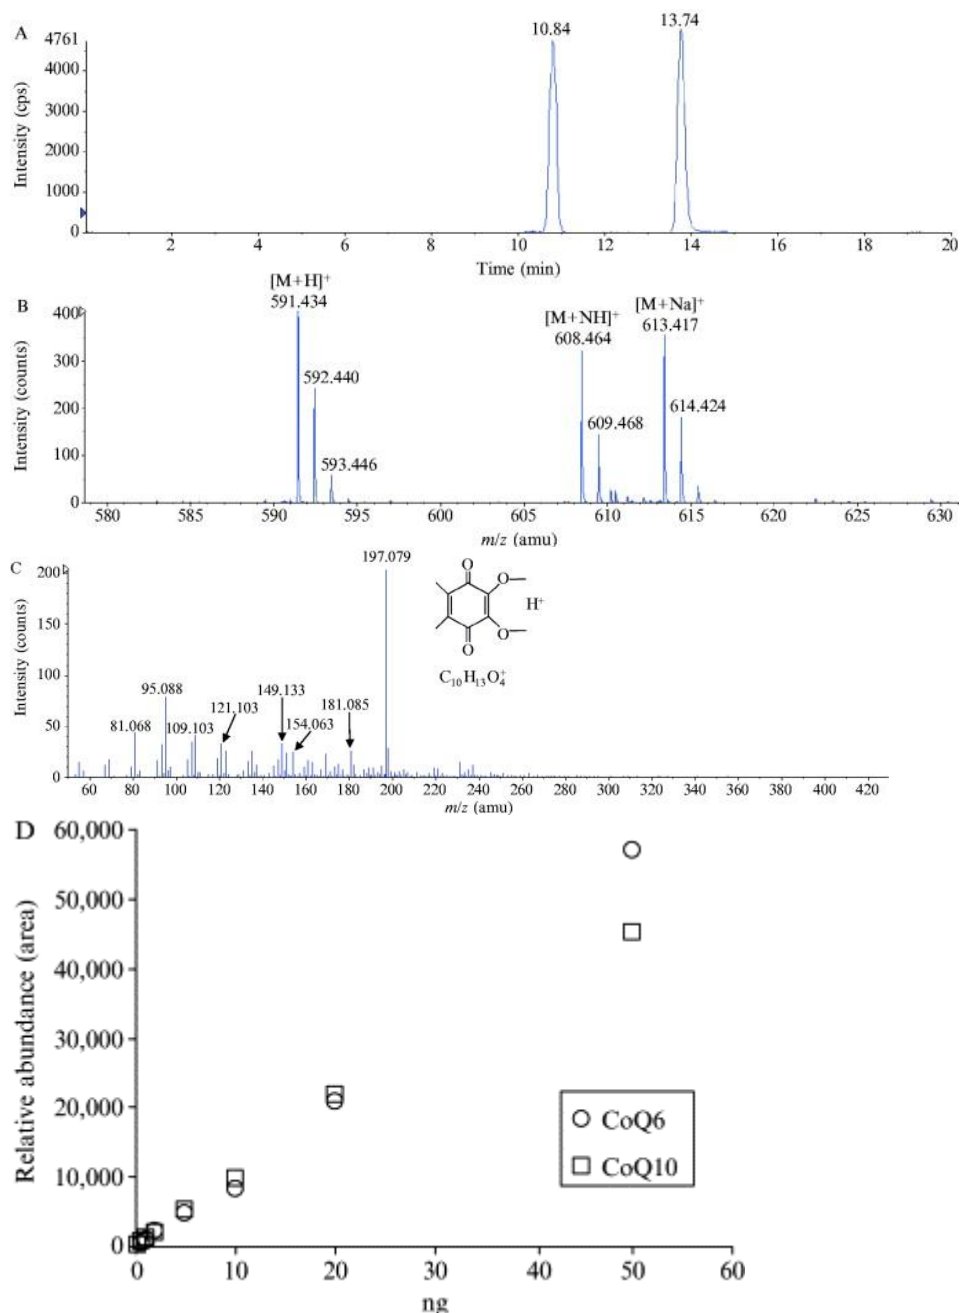 A
4761
4000
3000
2000
1000
0
Intensity (cps)
10.84
13.74
2 4 6 8 10 12 14 16 18 20
Time (min)
B
400
300
200
100
0
Intensity (counts)
[M+H]+
591.434
592.440
593.446
[M+NH]+
608.464
609.468
[M+Na]+
613.417
614.424
580 585 590 595 600 605 610 615 620 625 630
m/z (amu)
C
200
150
100
50
0
Intensity (counts)
81.068
95.088
109.103
121.103
149.133
154.063
181.085
197.079
O
O
O
O
H+
C10H13O4+
60 80 100 120 140 160 180 200 220 240 260 280 300 320 340 360 380 400 420
m/z (amu)
D
60,000
50,000
40,000
30,000
20,000
10,000
0
Relative abundance (area)
CoQ6
CoQ10
0 10 20 30 40 50 60
ng